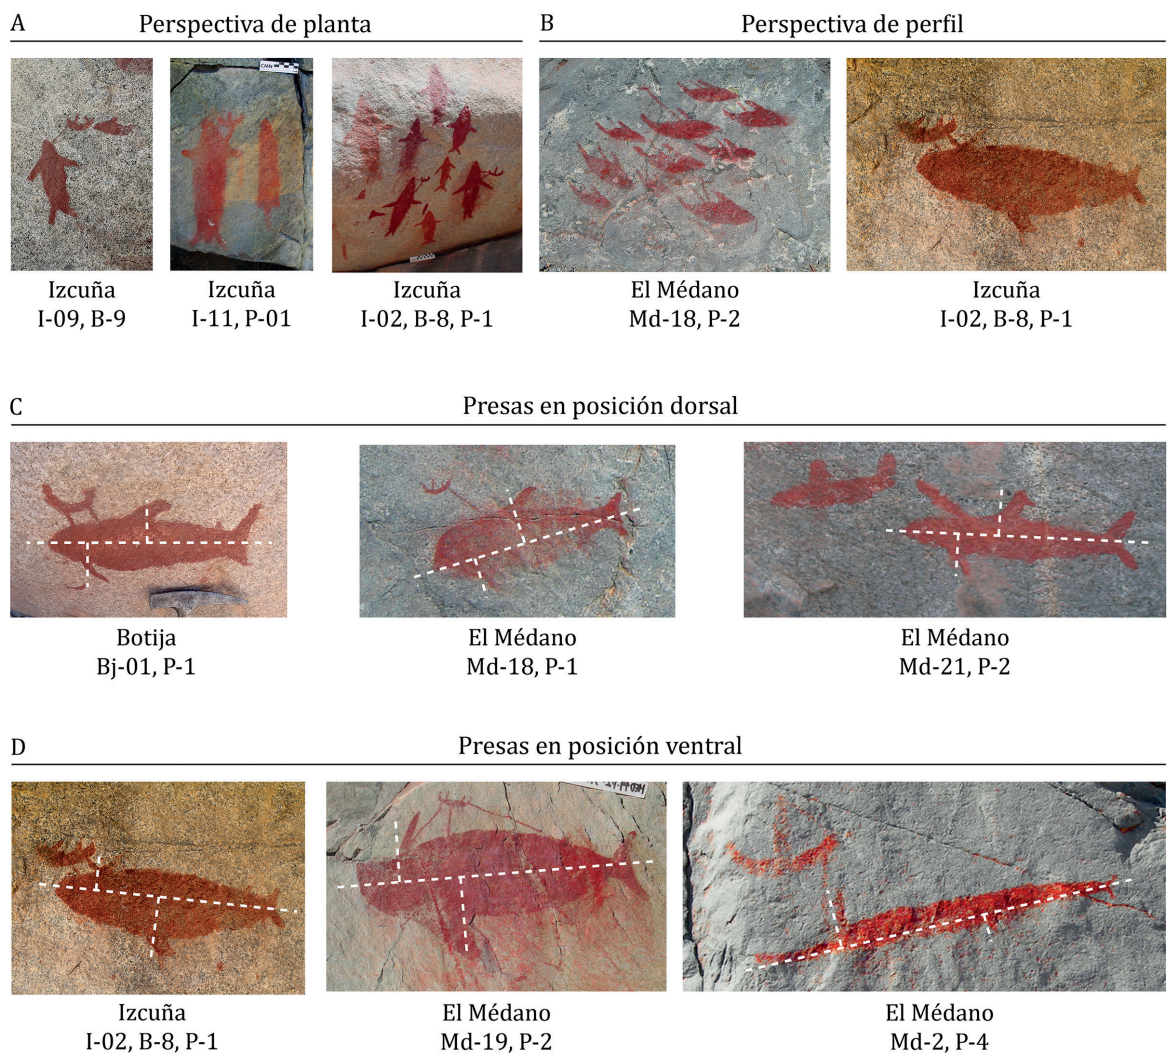 A
Perspectiva de planta
B
Perspectiva de perfil
CMN
Izcuña
I-09, B-9
Izcuña
I-11, P-01
Izcuña
I-02, B-8, P-1
El Médano
Md-18, P-2
Izcuña
I-02, B-8, P-1
C
Presas en posición dorsal
Botija
Bj-01, P-1
El Médano
Md-18, P-1
El Médano
Md-21, P-2
D
Presas en posición ventral
Izcuña
I-02, B-8, P-1
El Médano
Md-19, P-2
El Médano
Md-2, P-4